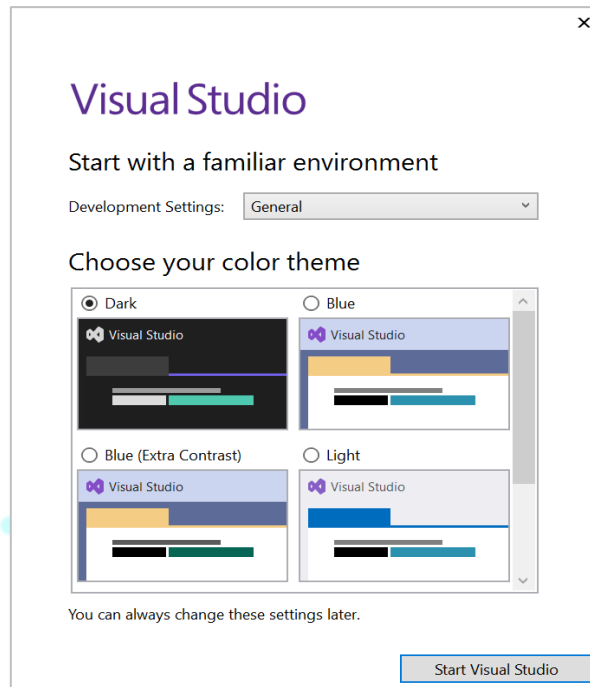 Visual Studio
Start with a familiar environment
Development Settings: General
Choose your color theme
Dark Blue
Visual Studio Visual Studio
Blue (Extra Contrast) Light
Visual Studio Visual Studio
You can always change these settings later.
Start Visual Studio